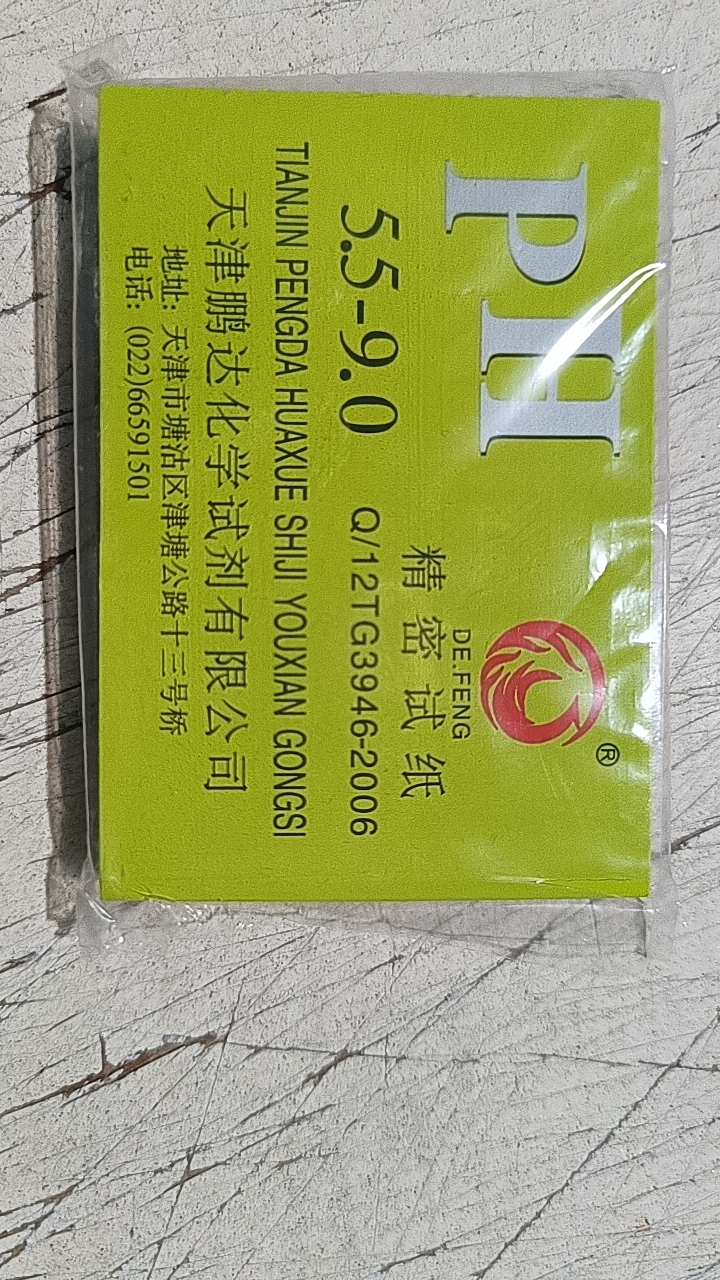 PH
®
DE.FENG
精密试纸
5.5-9.0
Q/12TG3946-2006
TIANJIN PENGDA HUAXUE SHIJI YOUXIAN GONGSI
天津鹏达化学试剂有限公司
地址：天津市塘沽区津塘公路十三号桥
电话：(022)66591501